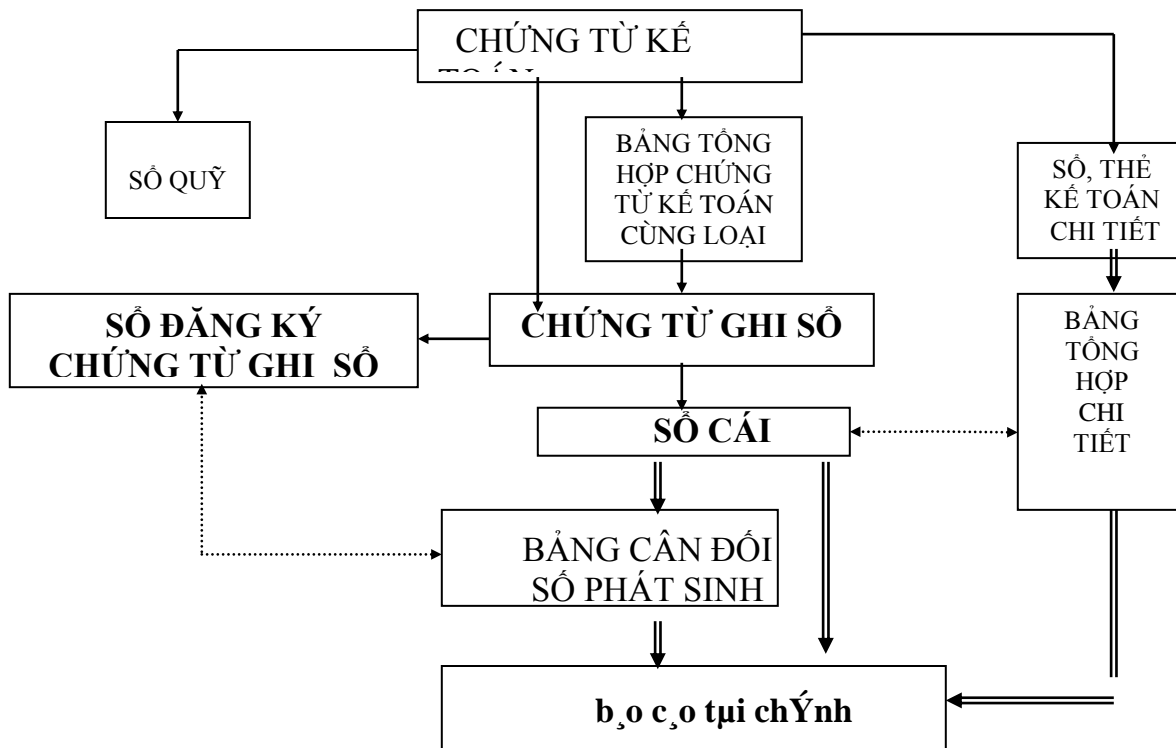 CHỨNG TỪ KẾ
TOÁN
SỔ QUỸ
BẢNG TỔNG
HỢP CHỨNG
TỪ KẾ TOÁN
CÙNG LOẠI
SỔ, THẺ
KẾ TOÁN
CHI TIẾT
SỔ ĐĂNG KÝ
CHỨNG TỪ GHI SỔ
CHỨNG TỪ GHI SỔ
BẢNG
TỔNG
HỢP
CHI
TIẾT
SỔ CÁI
BẢNG CÂN ĐỐI
SỐ PHÁT SINH
b¸o c¸o tµi chÝnh